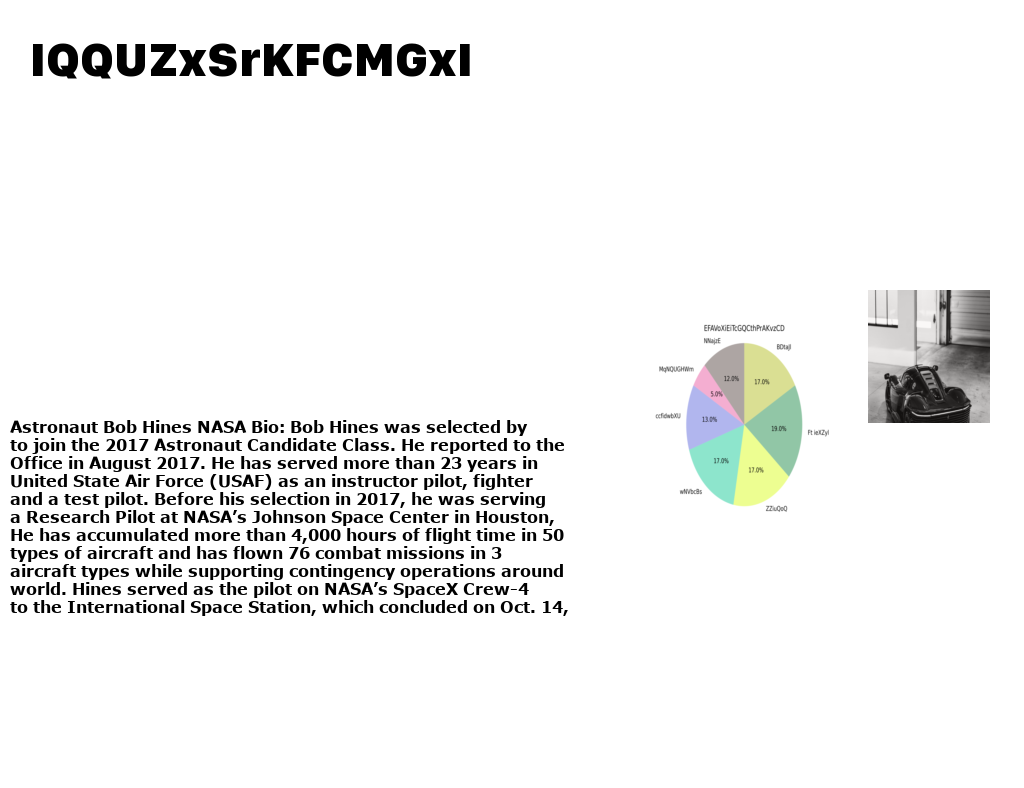 IQQUZxSrKFCMGxI
Astronaut Bob Hines NASA Bio: Bob Hines was selected by
to join the 2017 Astronaut Candidate Class. He reported to the
Office in August 2017. He has served more than 23 years in
United State Air Force (USAF) as an instructor pilot, fighter
and a test pilot. Before his selection in 2017, he was serving
a Research Pilot at NASA’s Johnson Space Center in Houston,
He has accumulated more than 4,000 hours of flight time in 50
types of aircraft and has flown 76 combat missions in 3
aircraft types while supporting contingency operations around
world. Hines served as the pilot on NASA’s SpaceX Crew-4
to the International Space Station, which concluded on Oct. 14,
EFAVoXiEiTcGQCthPrAKvzCD
NNajzE
BDtaJl
MqNQUGHWm
12.0%
17.0%
5.0%
ccfidwbXU
13.0%
19.0%
Ft ieXZyl
17.0%
17.0%
wNVbcBs
ZZiuQoQ